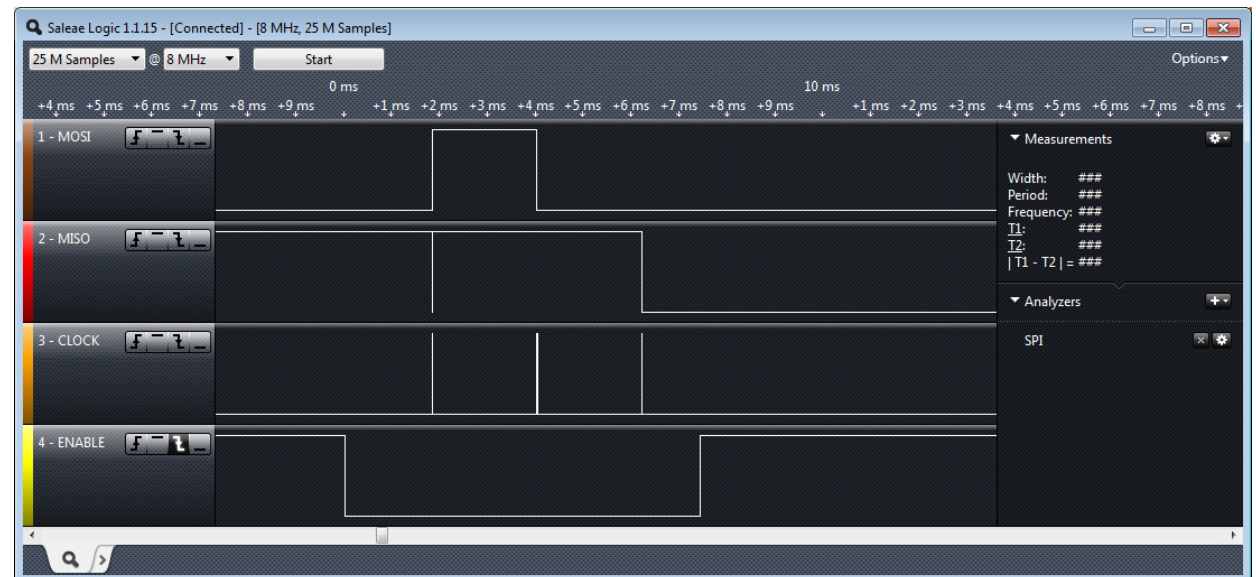 Saleae Logic 1.1.15 - [Connected] - [8 MHz, 25 M Samples]
25 M Samples @ 8 MHz Start Options
0 ms 10 ms
+4 ms +5 ms +6 ms +7 ms +8 ms +9 ms +1 ms +2 ms +3 ms +4 ms +5 ms +6 ms +7 ms +8 ms +9 ms +1 ms +2 ms +3 ms +4 ms +5 ms +6 ms +7 ms +8 ms +
1 - MOSI
2 - MISO
3 - CLOCK
4 - ENABLE
Measurements
Width: ###
Period: ###
Frequency: ###
T1: ###
T2: ###
| T1 - T2 | = ###
Analyzers
SPI